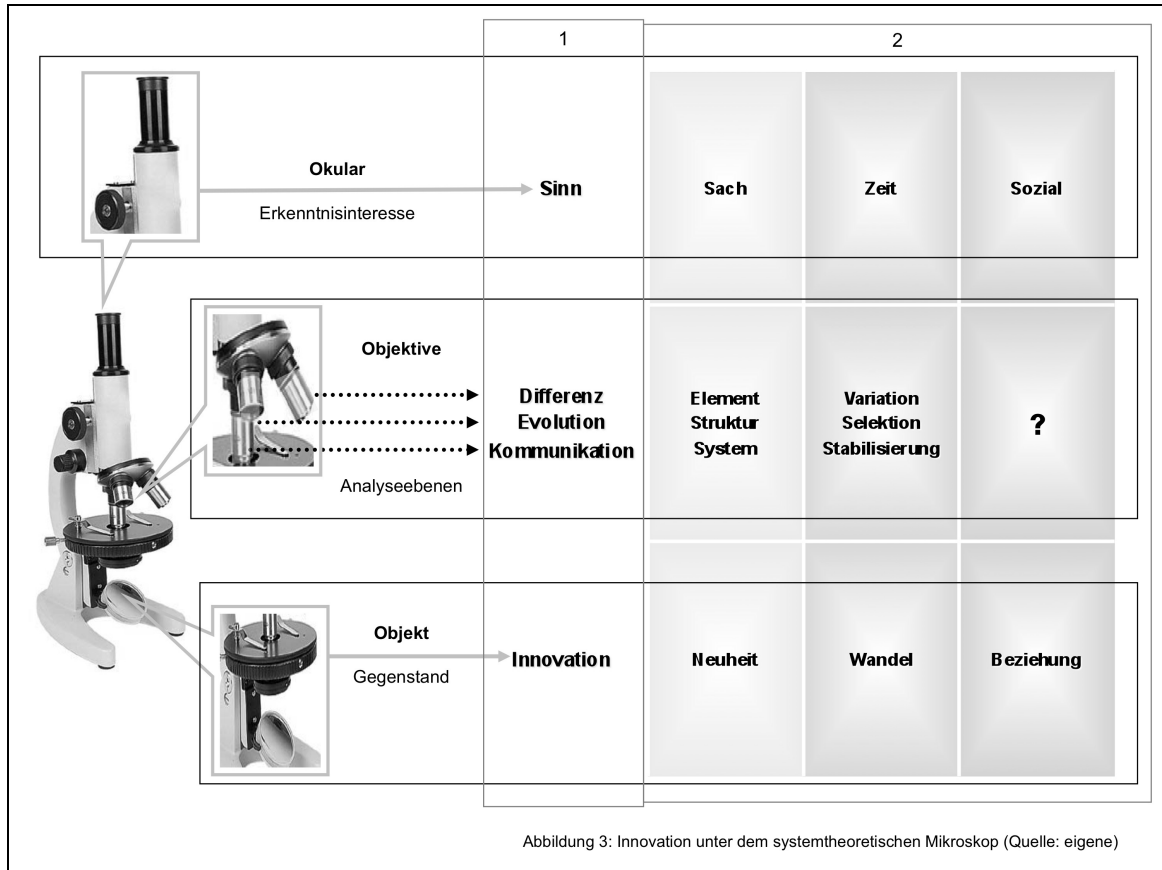 1
2
Okular
Erkenntnisinteresse
Sinn
Sach
Zeit
Sozial
Objektive
Analyseebenen
Differenz
Evolution
Kommunikation
Element
Struktur
System
Variation
Selektion
Stabilisierung
?
Objekt
Gegenstand
Innovation
Neuheit
Wandel
Beziehung
Abbildung 3: Innovation unter dem systemtheoretischen Mikroskop (Quelle: eigene)